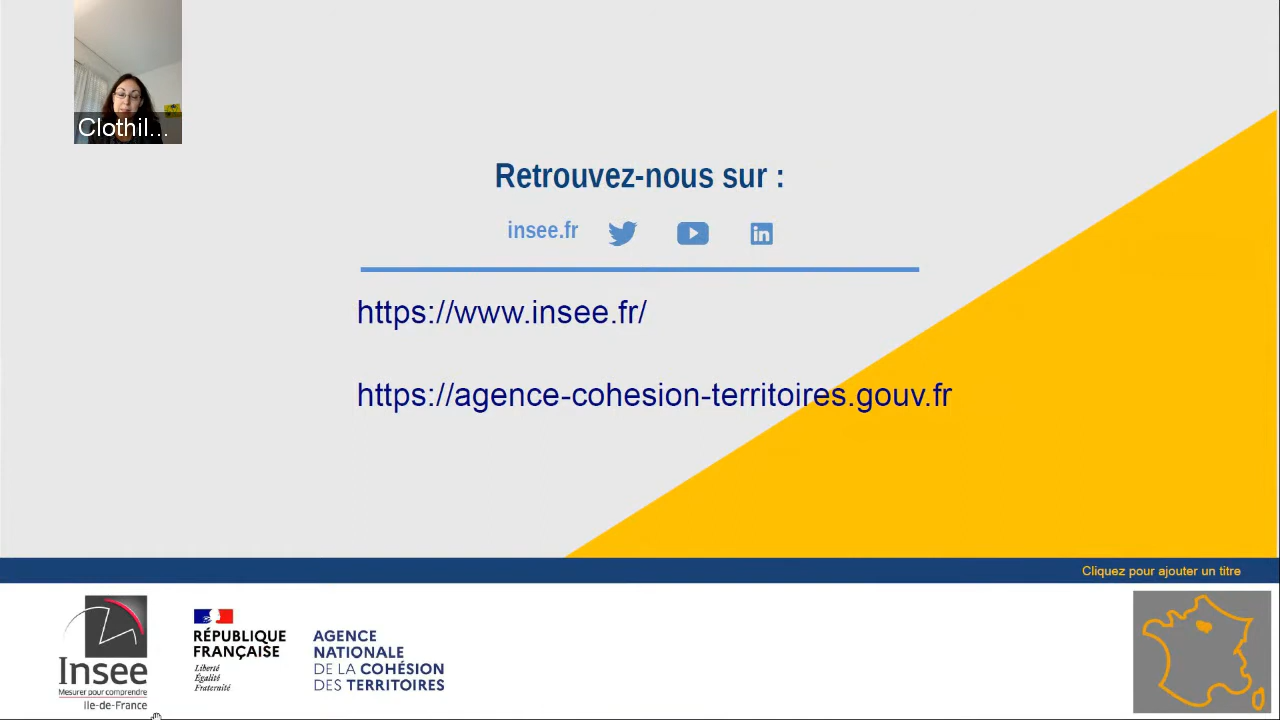 Clothil...
Retrouvez-nous sur :
insee.fr
in
https://www.insee.fr/
https://agence-cohesion-territoires.gouv.fr
Cliquez pour ajouter un titre
Insee
Mesurer pour comprendre
Ile-de-France
RÉPUBLIQUE
FRANÇAISE
Liberté
Égalité
Fraternité
AGENCE
NATIONALE
DE LA COHÉSION
DES TERRITOIRES